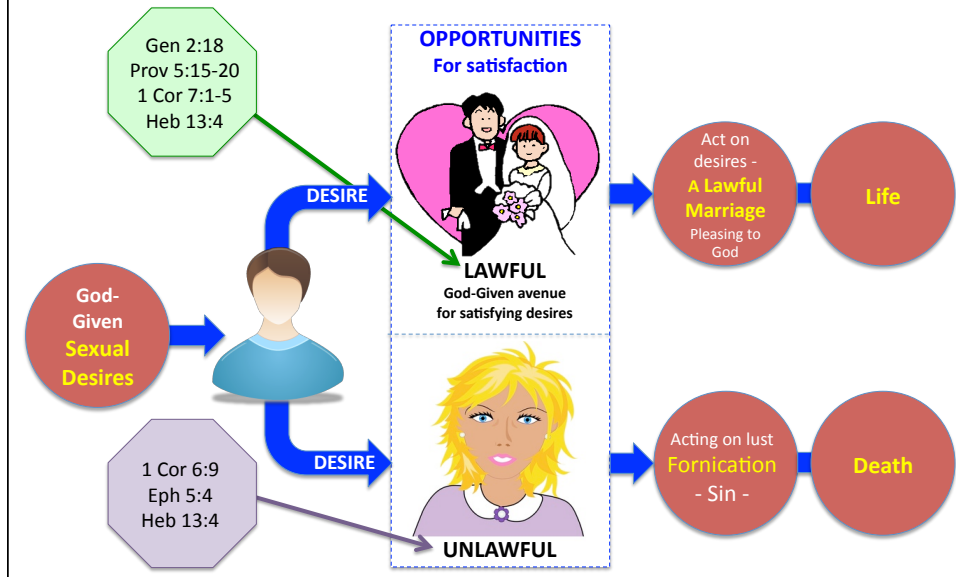 Gen 2:18
Prov 5:15-20
1 Cor 7:1-5
Heb 13:4
OPPORTUNITIES
For satisfaction
DESIRE
LAWFUL
God-Given avenue
for satisfying desires
Act on
desires -
A Lawful
Marriage
Pleasing to
God
Life
God-
Given
Sexual
Desires
1 Cor 6:9
Eph 5:4
Heb 13:4
DESIRE
UNLAWFUL
Acting on lust
Fornication
- Sin -
Death